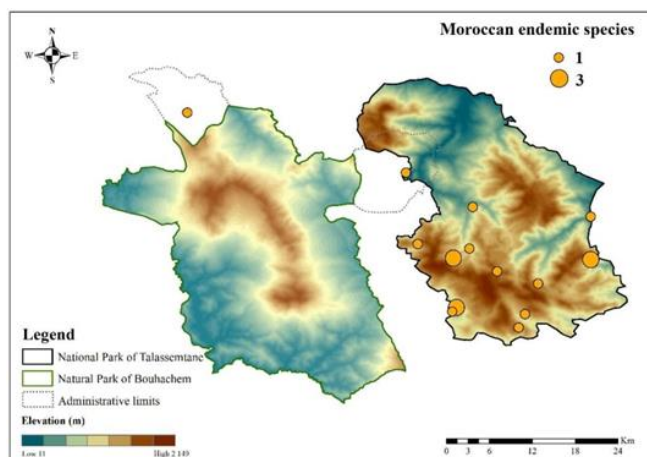 N
W E
S
Moroccan endemic species
1
3
Legend
National Park of Talassemtane
Natural Park of Bouhachem
Administrative limits
Elevation (m)
Low 11 High 2 149
Km
0 3 6 12 18 24